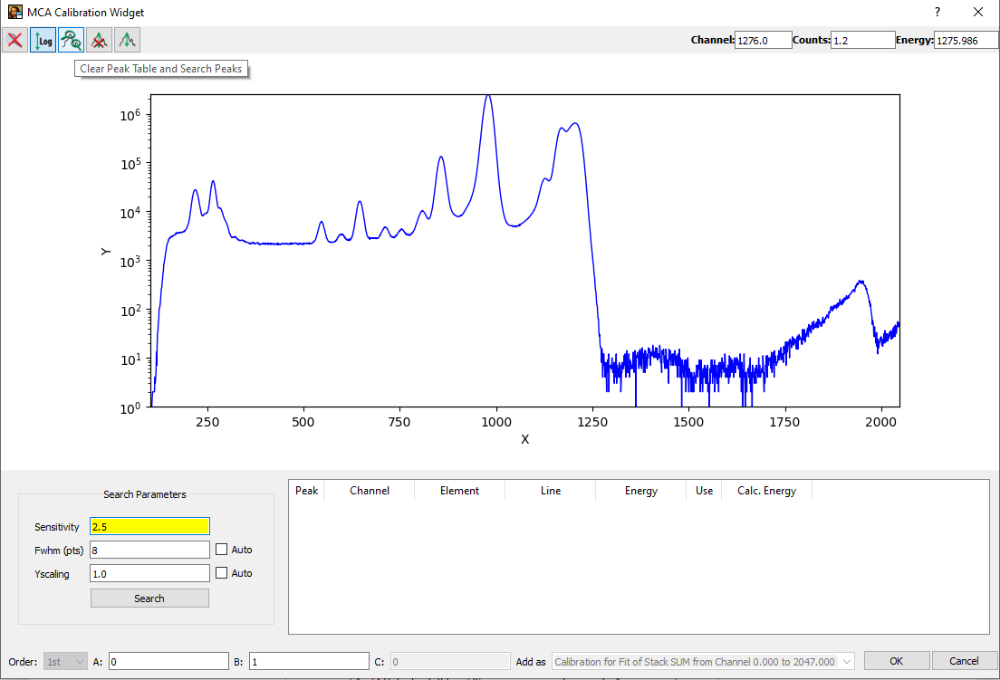 MCA Calibration Widget
?
Log
Channel: 1276.0 Counts: 1.2 Energy: 1275.986
Clear Peak Table and Search Peaks
10^6
10^5
10^4
10^3
10^2
10^1
10^0
Y
250 500 750 1000 1250 1500 1750 2000
X
Search Parameters
Sensitivity 2.5
Fwhm (pts) 8 Auto
Yscaling 1.0 Auto
Search
Peak Channel Element Line Energy Use Calc. Energy
Order: 1st A: 0 B: 1 C: 0 Add as Calibration for Fit of Stack SUM from Channel 0.000 to 2047.000 OK Cancel